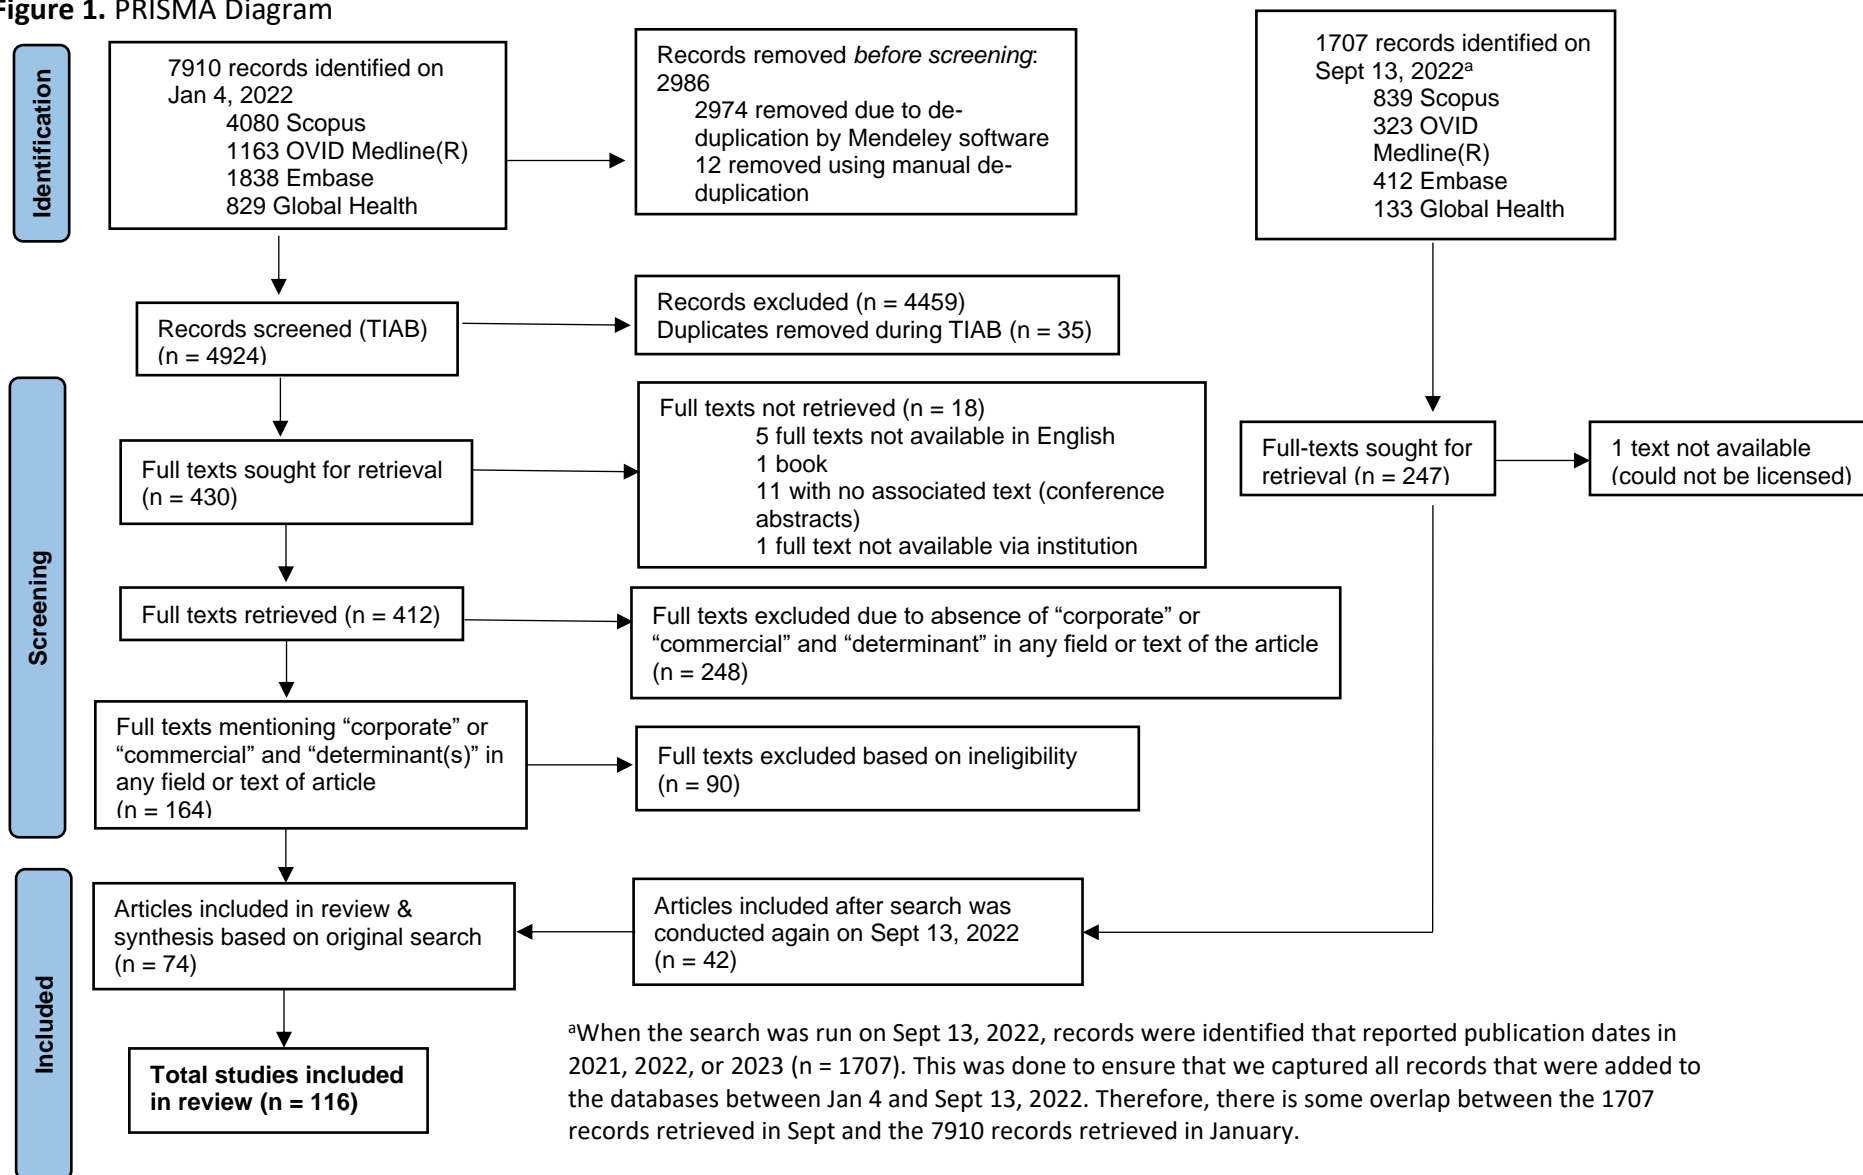 Figure 1. PRISMA Diagram
Identification
7910 records identified on
Jan 4, 2022
4080 Scopus
1163 OVID Medline(R)
1838 Embase
829 Global Health
Records removed before screening:
2986
2974 removed due to de-
duplication by Mendeley software
12 removed using manual de-
duplication
1707 records identified on
Sept 13, 2022a
839 Scopus
323 OVID
Medline(R)
412 Embase
133 Global Health
Records screened (TIAB)
(n = 4924)
Records excluded (n = 4459)
Duplicates removed during TIAB (n = 35)
Screening
Full texts sought for retrieval
(n = 430)
Full texts not retrieved (n = 18)
5 full texts not available in English
1 book
11 with no associated text (conference
abstracts)
1 full text not available via institution
Full-texts sought for
retrieval (n = 247)
1 text not available
(could not be licensed)
Full texts retrieved (n = 412)
Full texts excluded due to absence of “corporate” or
“commercial” and “determinant” in any field or text of the article
(n = 248)
Full texts mentioning “corporate” or
“commercial” and “determinant(s)” in
any field or text of article
(n = 164)
Full texts excluded based on ineligibility
(n = 90)
Included
Articles included in review &
synthesis based on original search
(n = 74)
Articles included after search was
conducted again on Sept 13, 2022
(n = 42)
Total studies included
in review (n = 116)
aWhen the search was run on Sept 13, 2022, records were identified that reported publication dates in
2021, 2022, or 2023 (n = 1707). This was done to ensure that we captured all records that were added to
the databases between Jan 4 and Sept 13, 2022. Therefore, there is some overlap between the 1707
records retrieved in Sept and the 7910 records retrieved in January.